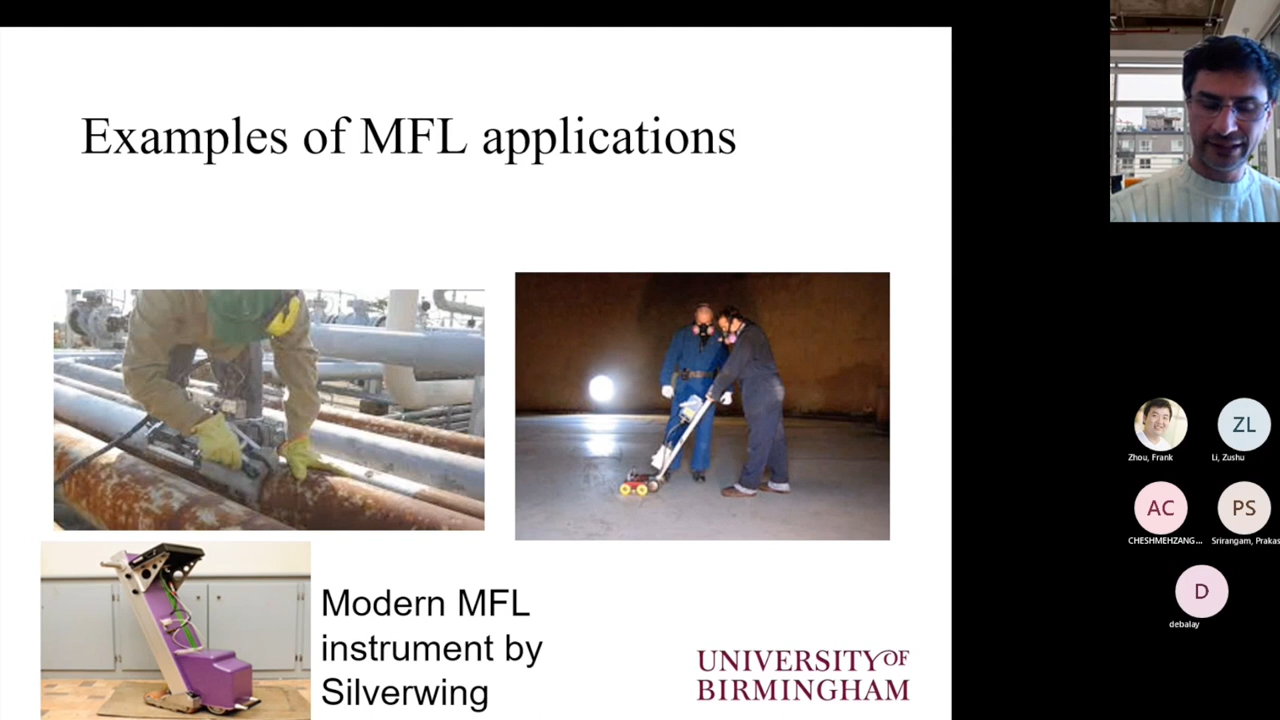 Examples of MFL applications
Modern MFL
instrument by
Silverwing
UNIVERSITY OF
BIRMINGHAM
ZL
Zhou, Frank
Li, Zushu
AC
PS
CHESHMEHZANG...
Srirangam, Prakas
D
debalay